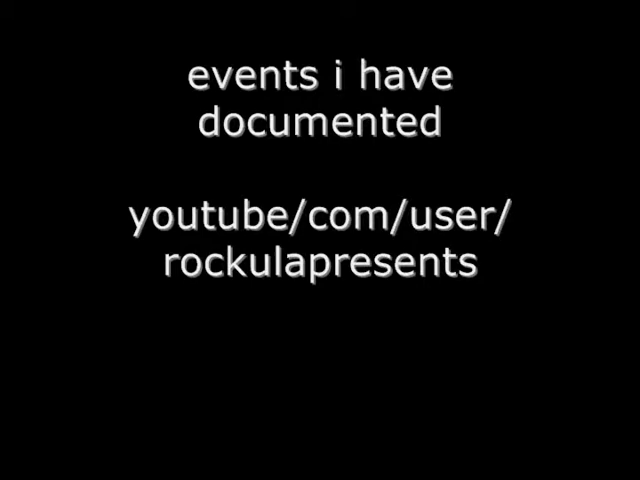 events i have
documented
youtube/com/user/
rockulapresents